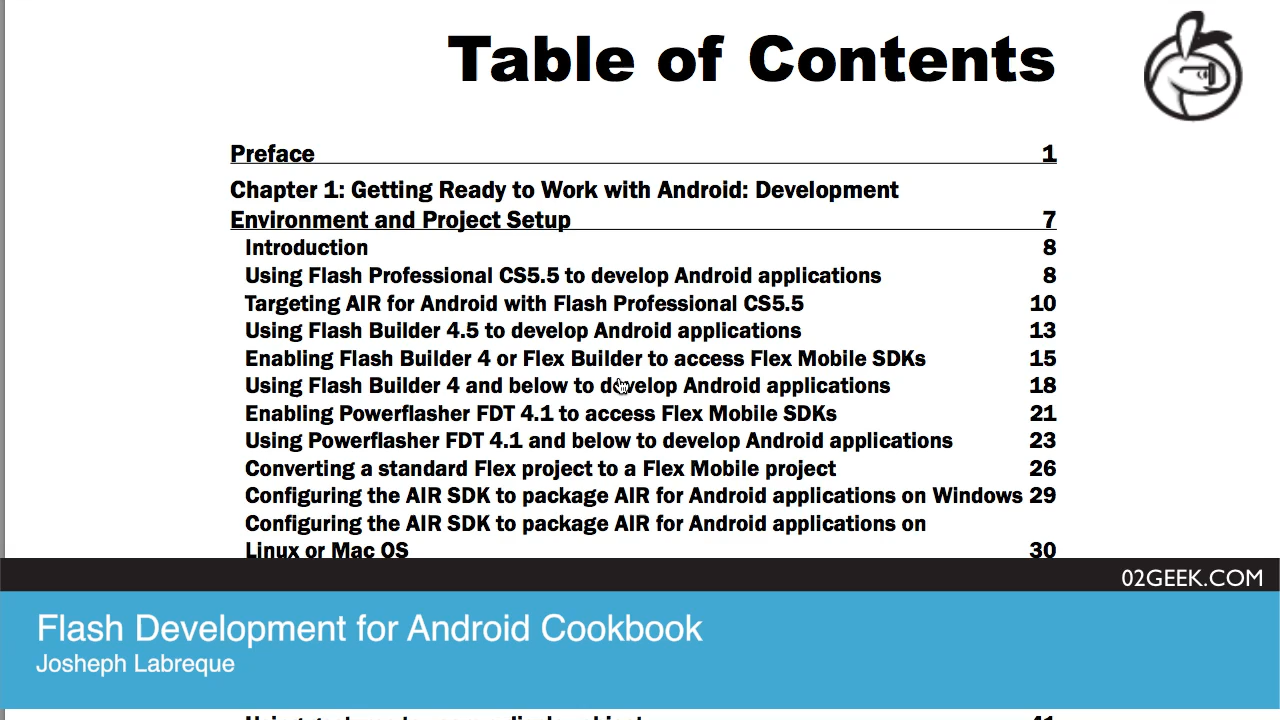 Table of Contents
Preface 1
Chapter 1: Getting Ready to Work with Android: Development
Environment and Project Setup 7
Introduction 8
Using Flash Professional CS5.5 to develop Android applications 8
Targeting AIR for Android with Flash Professional CS5.5 10
Using Flash Builder 4.5 to develop Android applications 13
Enabling Flash Builder 4 or Flex Builder to access Flex Mobile SDKs 15
Using Flash Builder 4 and below to develop Android applications 18
Enabling Powerflasher FDT 4.1 to access Flex Mobile SDKs 21
Using Powerflasher FDT 4.1 and below to develop Android applications 23
Converting a standard Flex project to a Flex Mobile project 26
Configuring the AIR SDK to package AIR for Android applications on Windows 29
Configuring the AIR SDK to package AIR for Android applications on
Linux or Mac OS 30
02GEEK.COM
Flash Development for Android Cookbook
Josheph Labreque